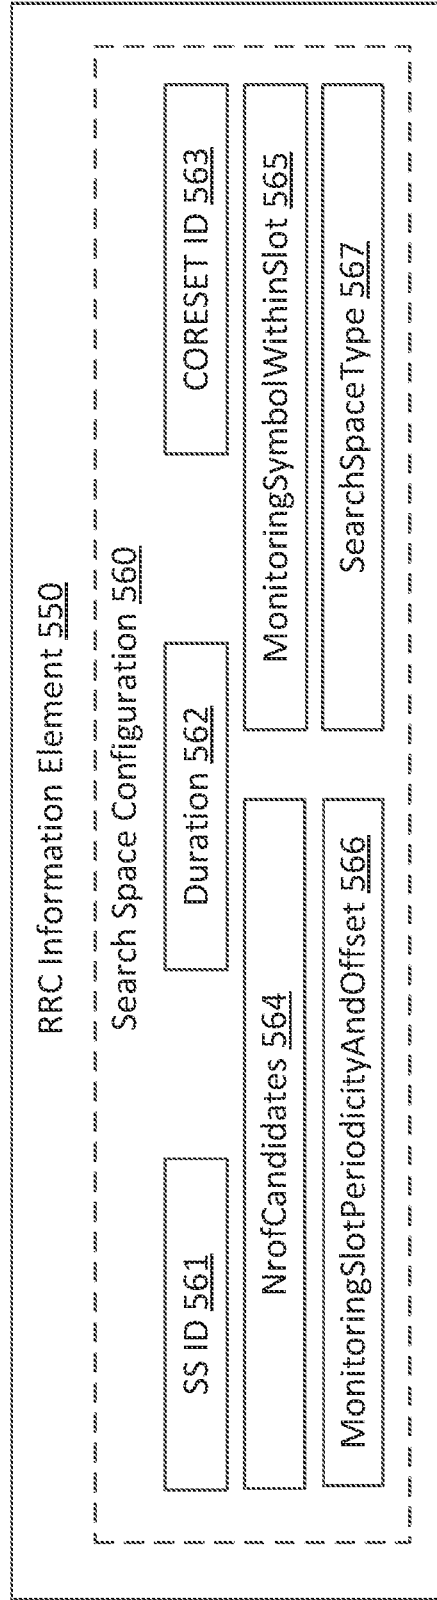 RRC Information Element 550
Search Space Configuration 560
SS ID 561
Duration 562
CORESET ID 563
NrofCandidates 564
MonitoringSymbolWithinSlot 565
MonitoringSlotPeriodicityAndOffset 566
SearchSpaceType 567